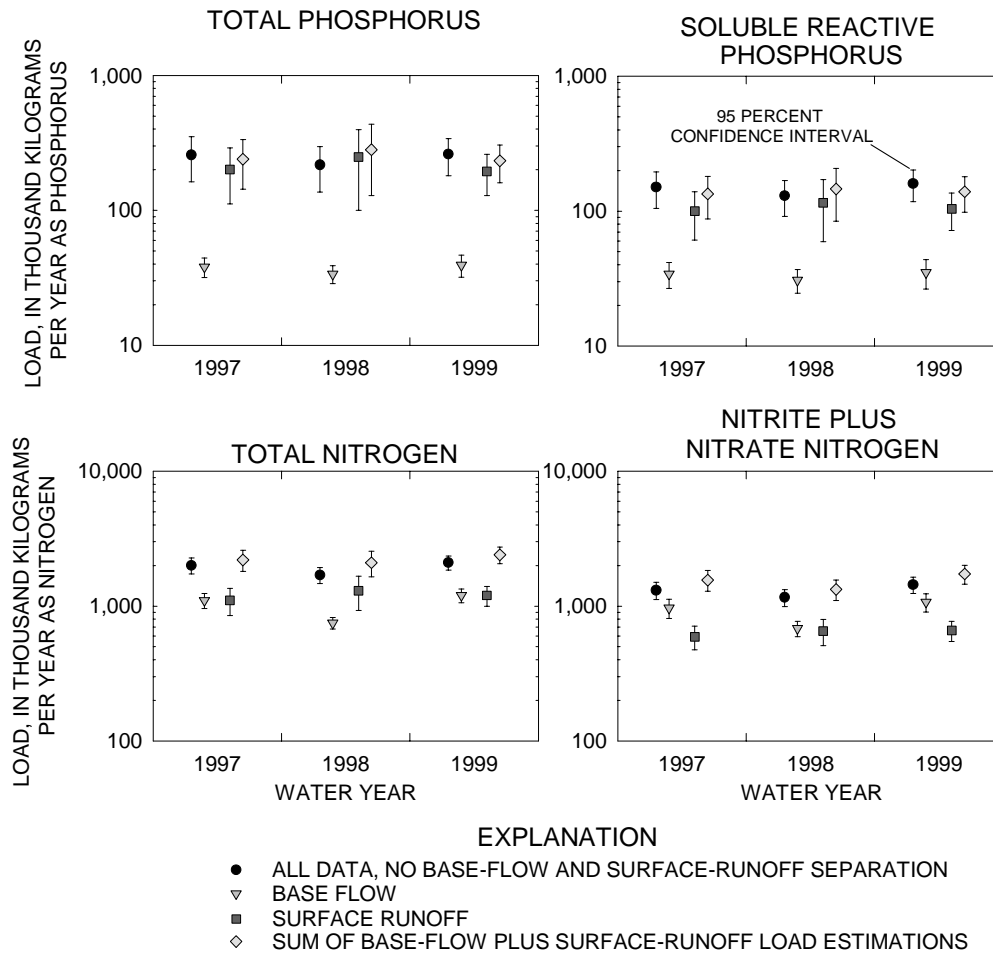 TOTAL PHOSPHORUS
LOAD, IN THOUSAND KILOGRAMS
PER YEAR AS PHOSPHORUS
1,000
100
10
1997
1998
1999
SOLUBLE REACTIVE
PHOSPHORUS
1,000
100
10
95 PERCENT
CONFIDENCE INTERVAL
1997
1998
1999
TOTAL NITROGEN
LOAD, IN THOUSAND KILOGRAMS
PER YEAR AS NITROGEN
10,000
1,000
100
1997
1998
1999
WATER YEAR
NITRITE PLUS
NITRATE NITROGEN
10,000
1,000
100
1997
1998
1999
WATER YEAR
EXPLANATION
ALL DATA, NO BASE-FLOW AND SURFACE-RUNOFF SEPARATION
BASE FLOW
SURFACE RUNOFF
SUM OF BASE-FLOW PLUS SURFACE-RUNOFF LOAD ESTIMATIONS